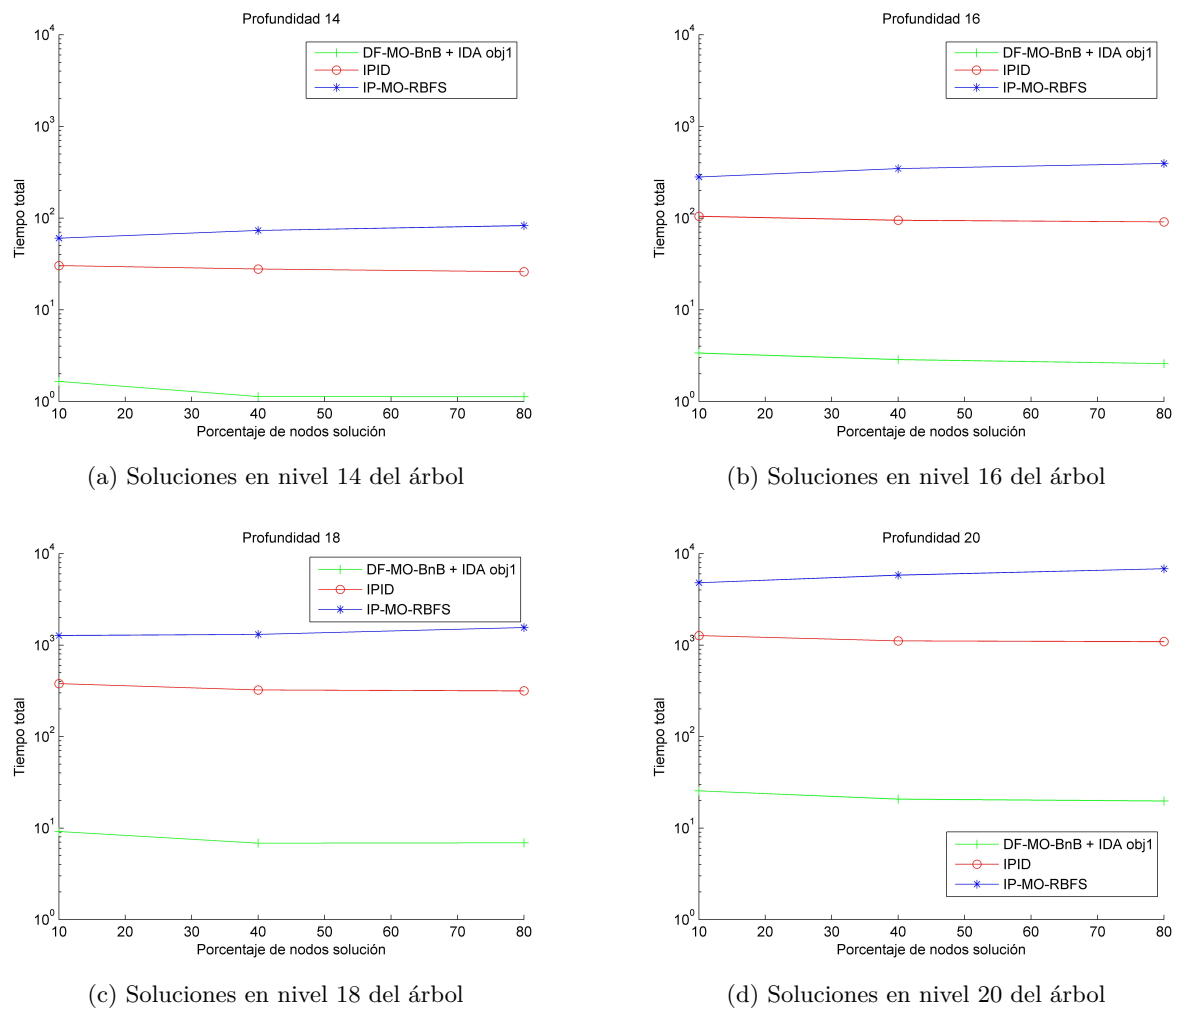 Profundidad 14
10^4
10^3
10^2
10^1
10^0
Tiempo total
DF-MO-BnB + IDA obj1
IPID
IP-MO-RBFS
10 20 30 40 50 60 70 80
Porcentaje de nodos solución
(a) Soluciones en nivel 14 del árbol
Profundidad 16
10^4
10^3
10^2
10^1
10^0
Tiempo total
DF-MO-BnB + IDA obj1
IPID
IP-MO-RBFS
10 20 30 40 50 60 70 80
Porcentaje de nodos solución
(b) Soluciones en nivel 16 del árbol
Profundidad 18
10^4
10^3
10^2
10^1
10^0
Tiempo total
DF-MO-BnB + IDA obj1
IPID
IP-MO-RBFS
10 20 30 40 50 60 70 80
Porcentaje de nodos solución
(c) Soluciones en nivel 18 del árbol
Profundidad 20
10^4
10^3
10^2
10^1
10^0
Tiempo total
DF-MO-BnB + IDA obj1
IPID
IP-MO-RBFS
10 20 30 40 50 60 70 80
Porcentaje de nodos solución
(d) Soluciones en nivel 20 del árbol